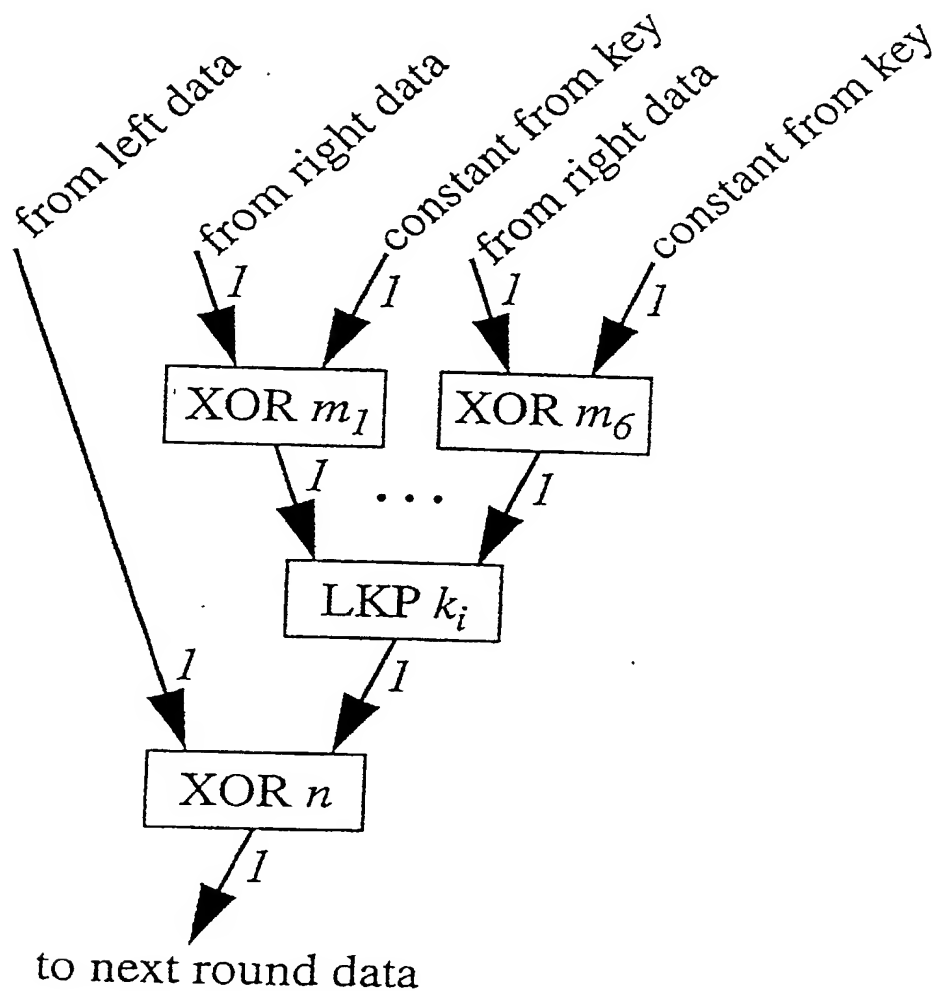 from left data
from right data
constant from key
from right data
constant from key
1
1
1
1
XOR m1
XOR m6
1
...
1
LKP ki
1
1
XOR n
1
to next round data